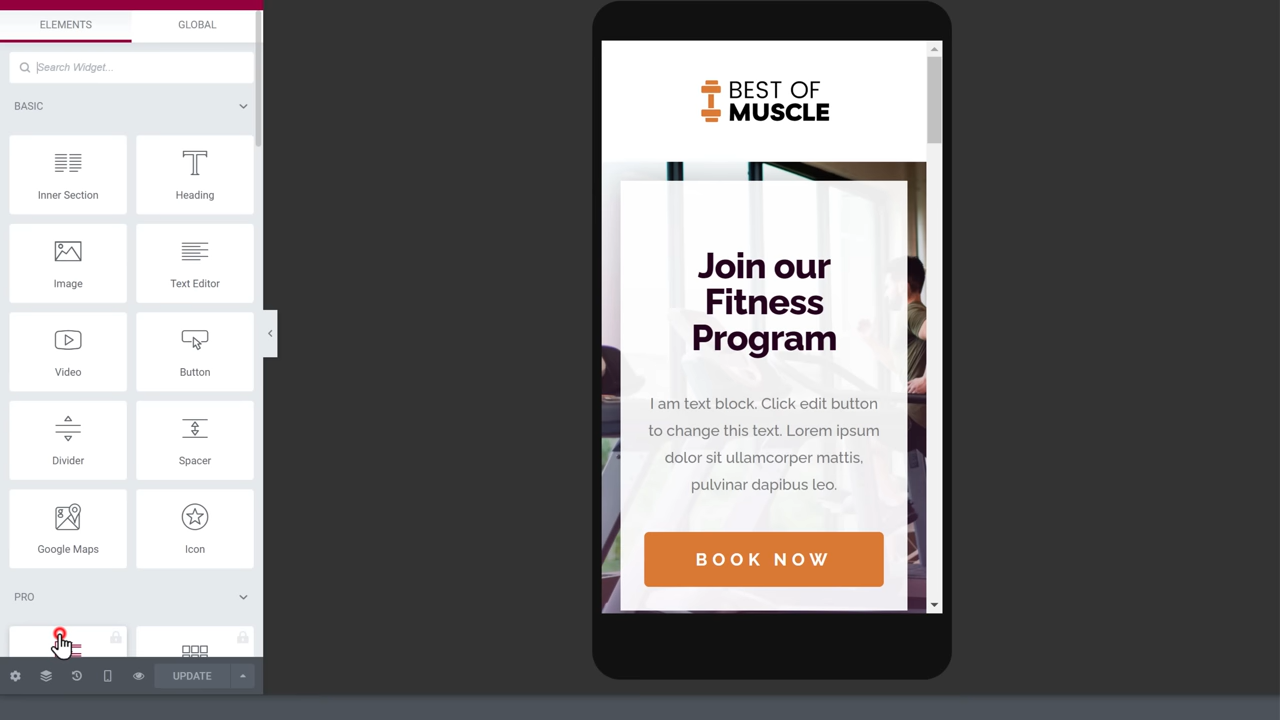 ELEMENTS
GLOBAL
Search Widget...
BASIC
Inner Section
Heading
Image
Text Editor
Video
Button
Divider
Spacer
Google Maps
Icon
PRO
UPDATE
BEST OF
MUSCLE
Join our
Fitness
Program
I am text block. Click edit button
to change this text. Lorem ipsum
dolor sit ullamcorper mattis,
pulvinar dapibus leo.
BOOK NOW